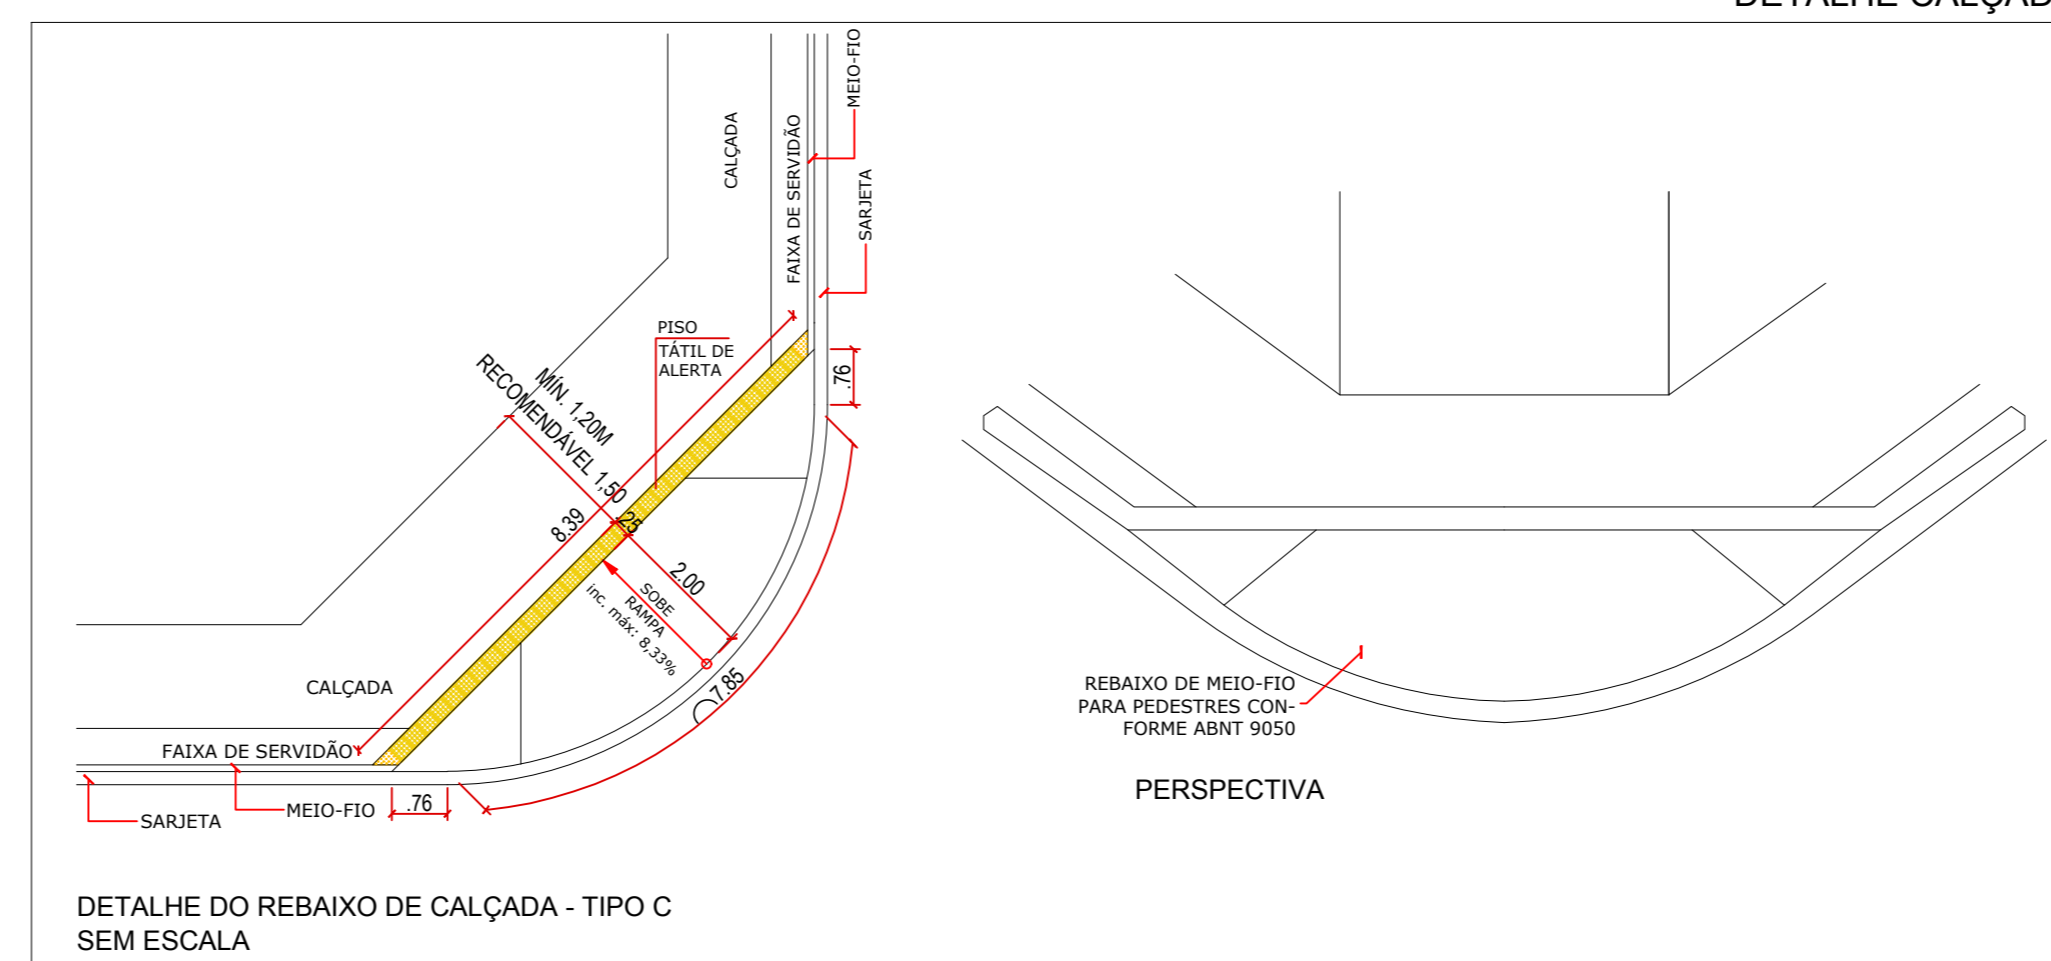 DETALHE CALÇAD
MEIO-FIO
CALÇADA
FAIXA DE SERVIDÃO
SARJETA
PISO
TÁTIL DE
ALERTA
MÍN. 1,20M
RECOMENDÁVEL 1,50
.76
8.39
.25
2.00
SOBE
RAMPA
inc. máx: 8,33%
7.85
CALÇADA
FAIXA DE SERVIDÃO
MEIO-FIO
.76
SARJETA
REBAIXO DE MEIO-FIO
PARA PEDESTRES CON-
FORME ABNT 9050
PERSPECTIVA
DETALHE DO REBAIXO DE CALÇADA - TIPO C
SEM ESCALA